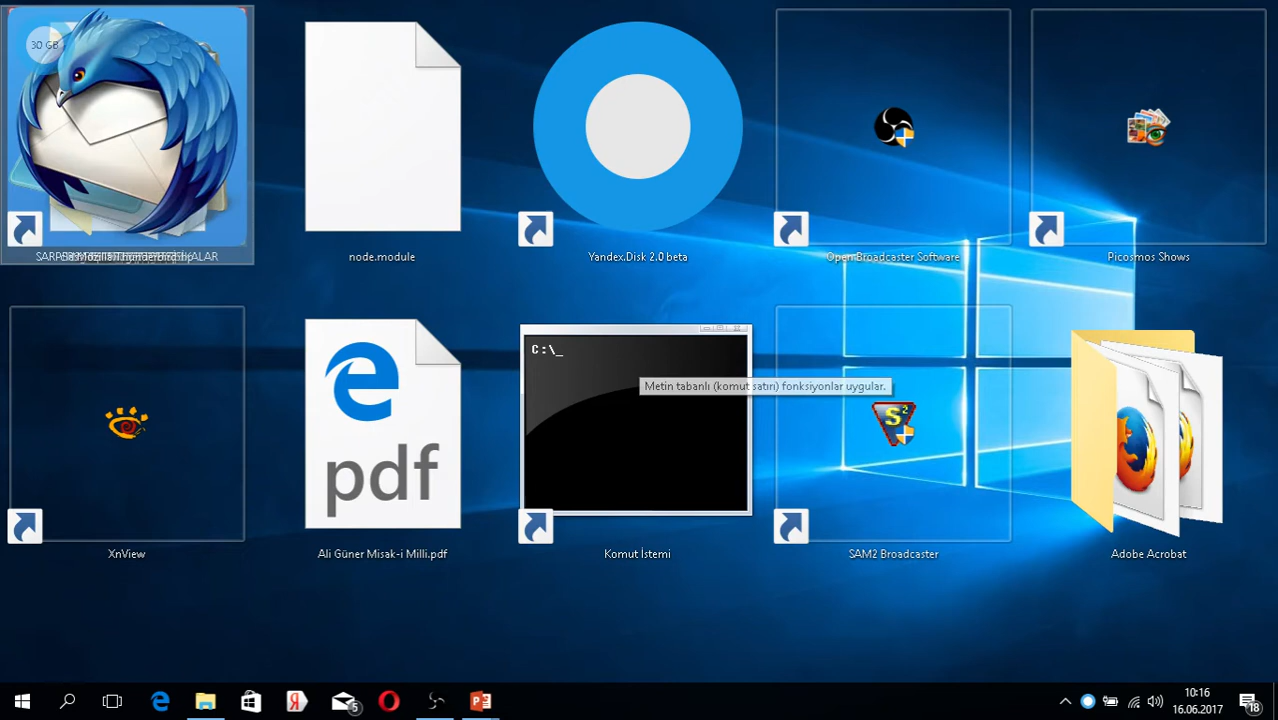 30 GB
node.module
Yandex.Disk 2.0 beta
Open Broadcaster Software
Picosmos Shows
C:\_
Metin tabanlı (komut satırı) fonksiyonlar uygular.
S2
pdf
XnView
Ali Güner Misak-i Milli.pdf
Komut İstemi
SAM2 Broadcaster
Adobe Acrobat
5
10:16
16.06.2017
18